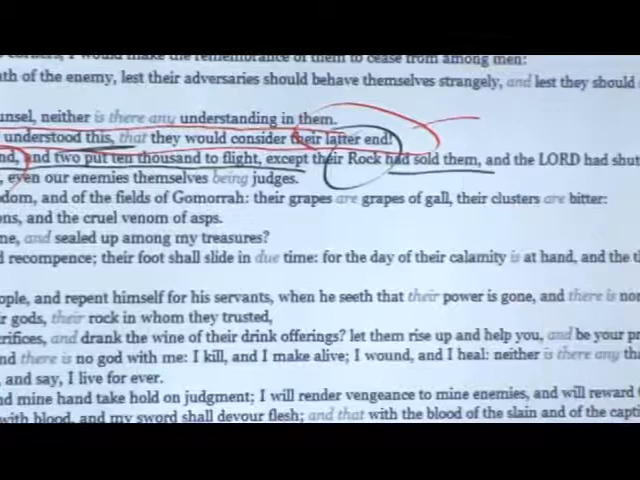 I would make the remembrance of them to cease from among men:
ath of the enemy, lest their adversaries should behave themselves strangely, and lest they should
unsel, neither is there any understanding in them.
understood this, that they would consider their latter end!
nd, and two put ten thousand to flight, except their Rock had sold them, and the LORD had shut
, even our enemies themselves being judges.
dom, and of the fields of Gomorrah: their grapes are grapes of gall, their clusters are bitter:
ons, and the cruel venom of asps.
me, and sealed up among my treasures?
d recompence; their foot shall slide in due time: for the day of their calamity is at hand, and the t
ople, and repent himself for his servants, when he seeth that their power is gone, and there is non
r gods, their rock in whom they trusted,
crifices, and drank the wine of their drink offerings? let them rise up and help you, and be your pr
nd there is no god with me: I kill, and I make alive; I wound, and I heal: neither is there any th
, and say, I live for ever.
nd mine hand take hold on judgment; I will render vengeance to mine enemies, and will reward t
with blood, and my sword shall devour flesh; and that with the blood of the slain and of the capti